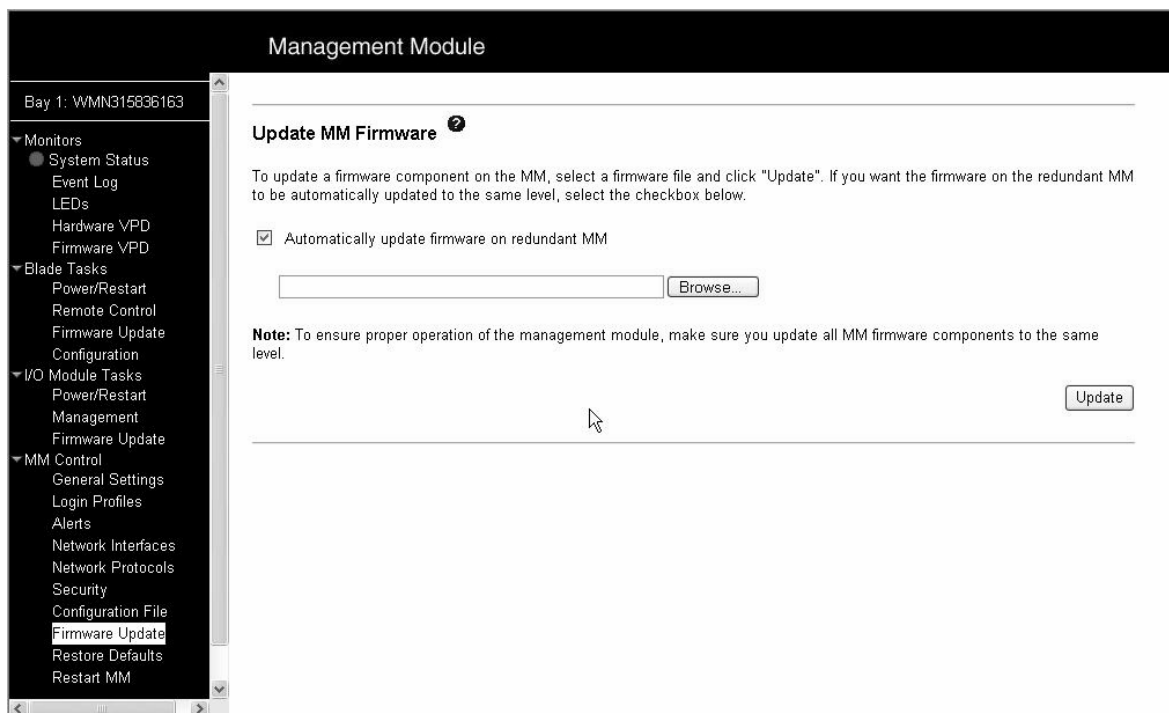 Management Module
Bay 1: WMN315836163
Monitors
System Status
Event Log
LEDs
Hardware VPD
Firmware VPD
Blade Tasks
Power/Restart
Remote Control
Firmware Update
Configuration
I/O Module Tasks
Power/Restart
Management
Firmware Update
MM Control
General Settings
Login Profiles
Alerts
Network Interfaces
Network Protocols
Security
Configuration File
Firmware Update
Restore Defaults
Restart MM
Update MM Firmware ?
To update a firmware component on the MM, select a firmware file and click "Update". If you want the firmware on the redundant MM
to be automatically updated to the same level, select the checkbox below.
Automatically update firmware on redundant MM
Browse...
Note: To ensure proper operation of the management module, make sure you update all MM firmware components to the same
level.
Update